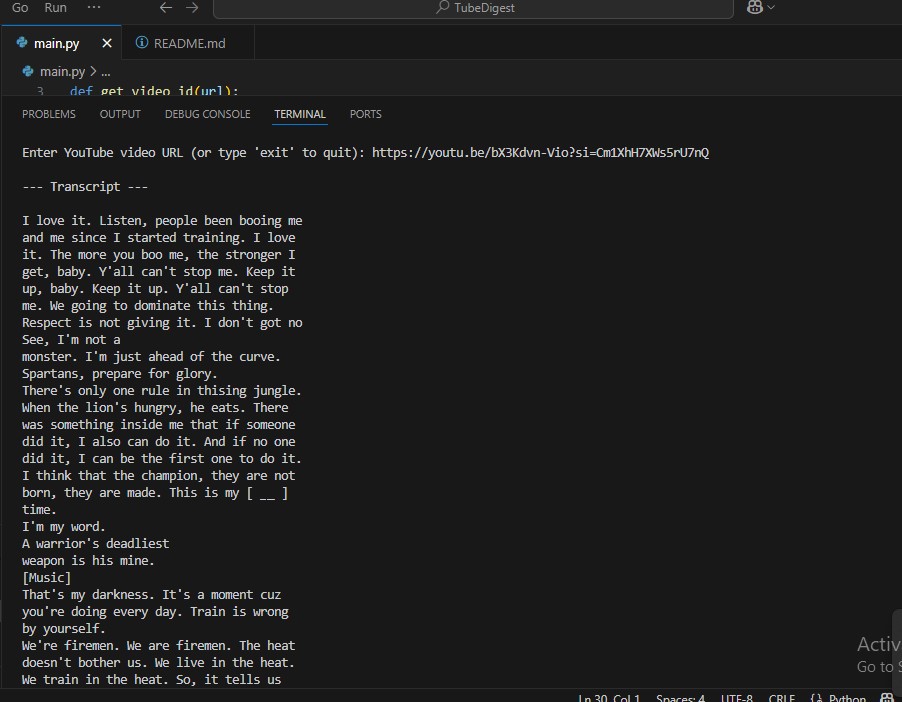 Go Run ... TubeDigest
main.py README.md
main.py > ...
3 def get_video_id(url):
PROBLEMS OUTPUT DEBUG CONSOLE TERMINAL PORTS
Enter YouTube video URL (or type 'exit' to quit): https://youtu.be/bX3Kdvn-Vio?si=Cm1XhH7XWs5rU7nQ
--- Transcript ---
I love it. Listen, people been booing me
and me since I started training. I love
it. The more you boo me, the stronger I
get, baby. Y'all can't stop me. Keep it
up, baby. Keep it up. Y'all can't stop
me. We going to dominate this thing.
Respect is not giving it. I don't got no
See, I'm not a
monster. I'm just ahead of the curve.
Spartans, prepare for glory.
There's only one rule in thising jungle.
When the lion's hungry, he eats. There
was something inside me that if someone
did it, I also can do it. And if no one
did it, I can be the first one to do it.
I think that the champion, they are not
born, they are made. This is my [ __ ]
time.
I'm my word.
A warrior's deadliest
weapon is his mine.
[Music]
That's my darkness. It's a moment cuz
you're doing every day. Train is wrong
by yourself.
We're firemen. We are firemen. The heat
doesn't bother us. We live in the heat.
We train in the heat. So, it tells us
Activ
Go to S
Ln 30, Col 1 Spaces: 4 UTF-8 CRLF {} Python